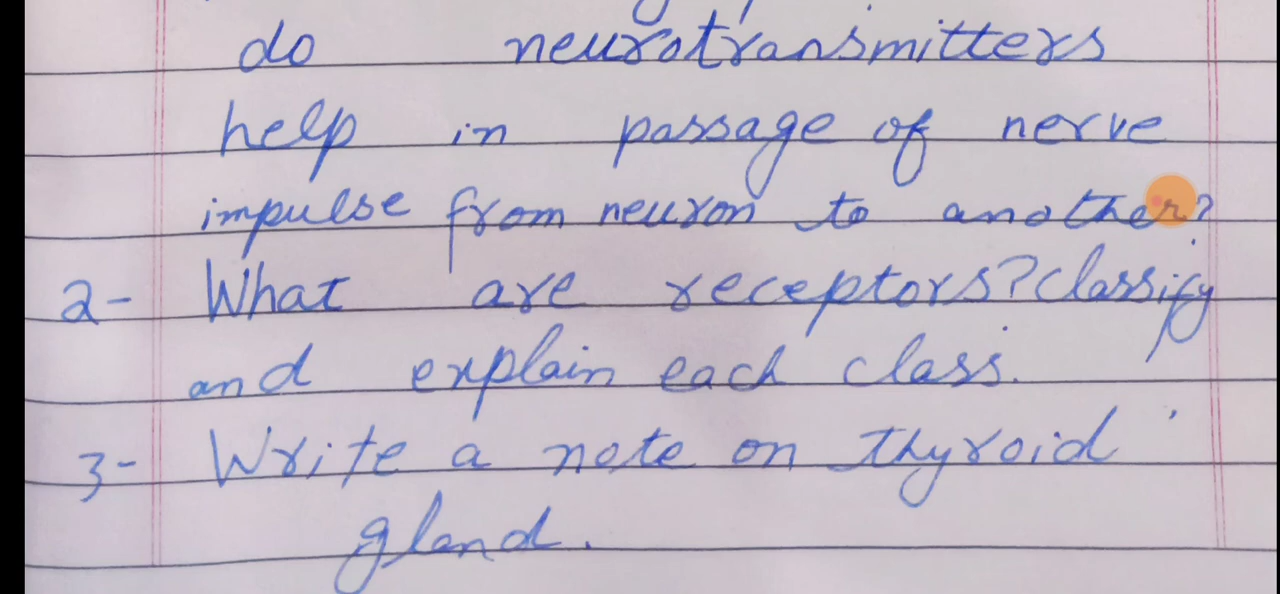 do neurotransmitters
help in passage of nerve
impulse from neuron to another?
2- What are receptors? classify
and explain each class.
3- Write a note on thyroid
gland.